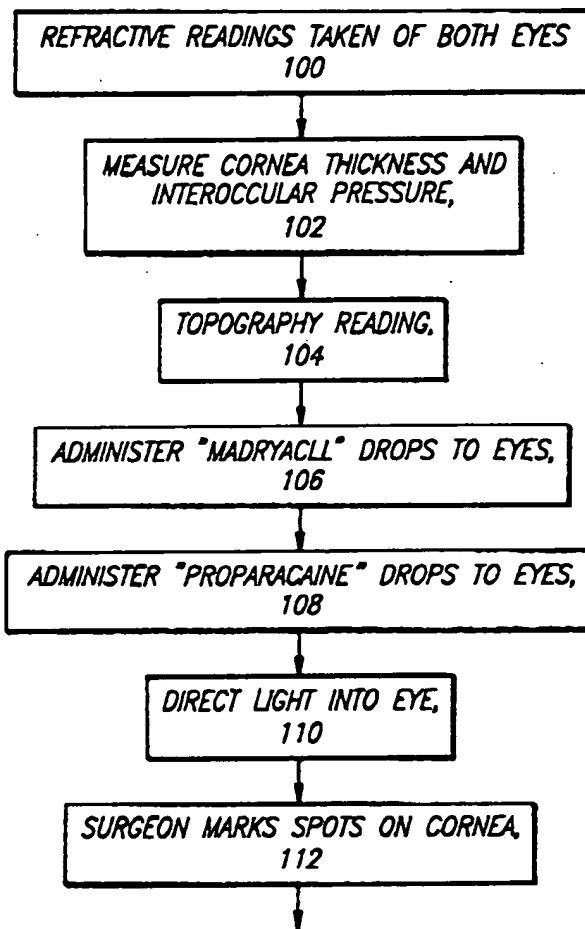 REFRACTIVE READINGS TAKEN OF BOTH EYES
100
MEASURE CORNEA THICKNESS AND
INTEROCCULAR PRESSURE,
102
TOPOGRAPHY READING,
104
ADMINISTER "MADRYACLL" DROPS TO EYES,
106
ADMINISTER "PROPARACAINE" DROPS TO EYES,
108
DIRECT LIGHT INTO EYE,
110
SURGEON MARKS SPOTS ON CORNEA,
112